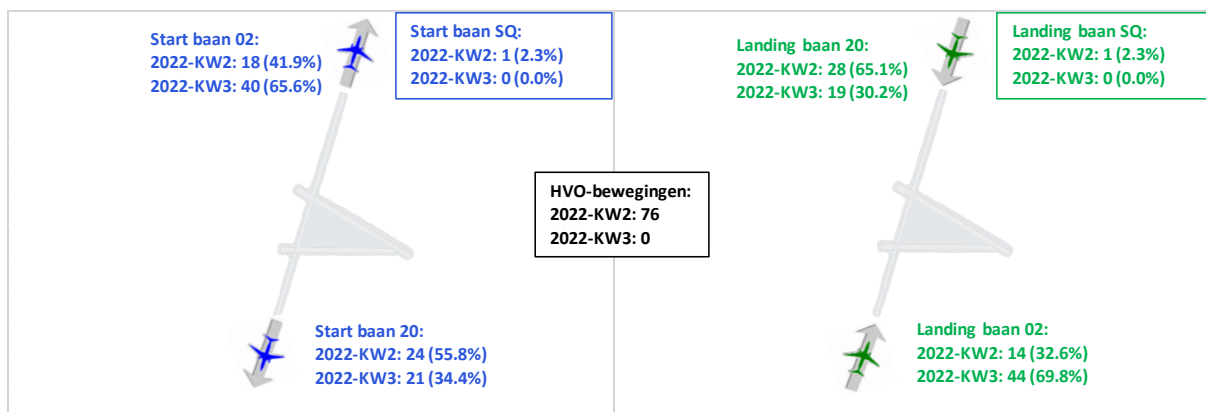 Start baan 02:
2022-KW2: 18 (41.9%)
2022-KW3: 40 (65.6%)
Start baan SQ:
2022-KW2: 1 (2.3%)
2022-KW3: 0 (0.0%)
Landing baan 20:
2022-KW2: 28 (65.1%)
2022-KW3: 19 (30.2%)
Landing baan SQ:
2022-KW2: 1 (2.3%)
2022-KW3: 0 (0.0%)
HVO-bewegingen:
2022-KW2: 76
2022-KW3: 0
Start baan 20:
2022-KW2: 24 (55.8%)
2022-KW3: 21 (34.4%)
Landing baan 02:
2022-KW2: 14 (32.6%)
2022-KW3: 44 (69.8%)